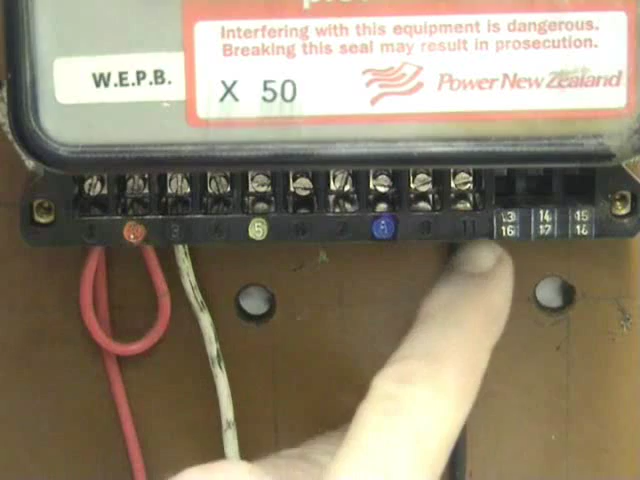 Interfering with this equipment is dangerous.
Breaking this seal may result in prosecution.
W.E.P.B.
X 50
Power New Zealand
5
11
13 14 15
16 17 18